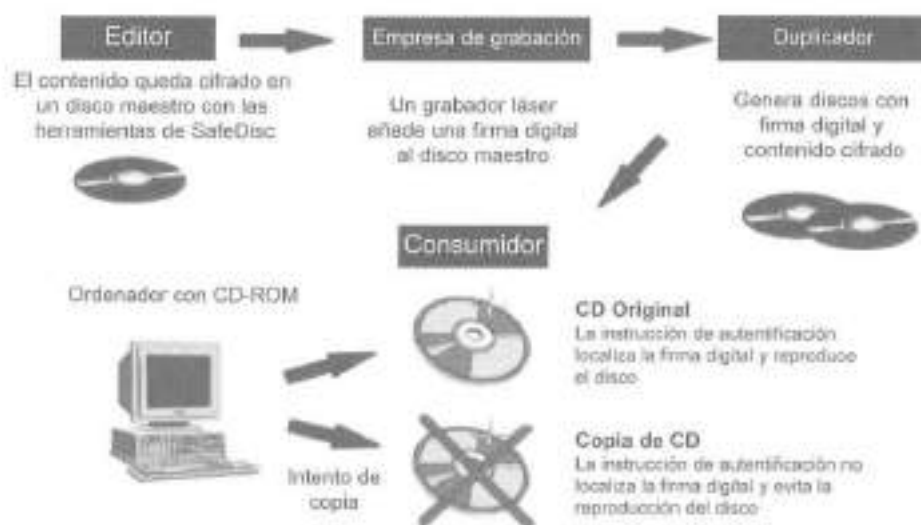 Editor
Empresa de grabación
Duplicador
El contenido queda cifrado en
un disco maestro con las
herramientas de SafeDisc
Un grabador láser
añade una firma digital
al disco maestro
Genera discos con
firma digital y
contenido cifrado
Consumidor
Ordenador con CD-ROM
CD Original
La instrucción de autentificación
localiza la firma digital y reproduce
el disco
Intento de
copia
Copia de CD
La instrucción de autentificación no
localiza la firma digital y evita la
reproducción del disco